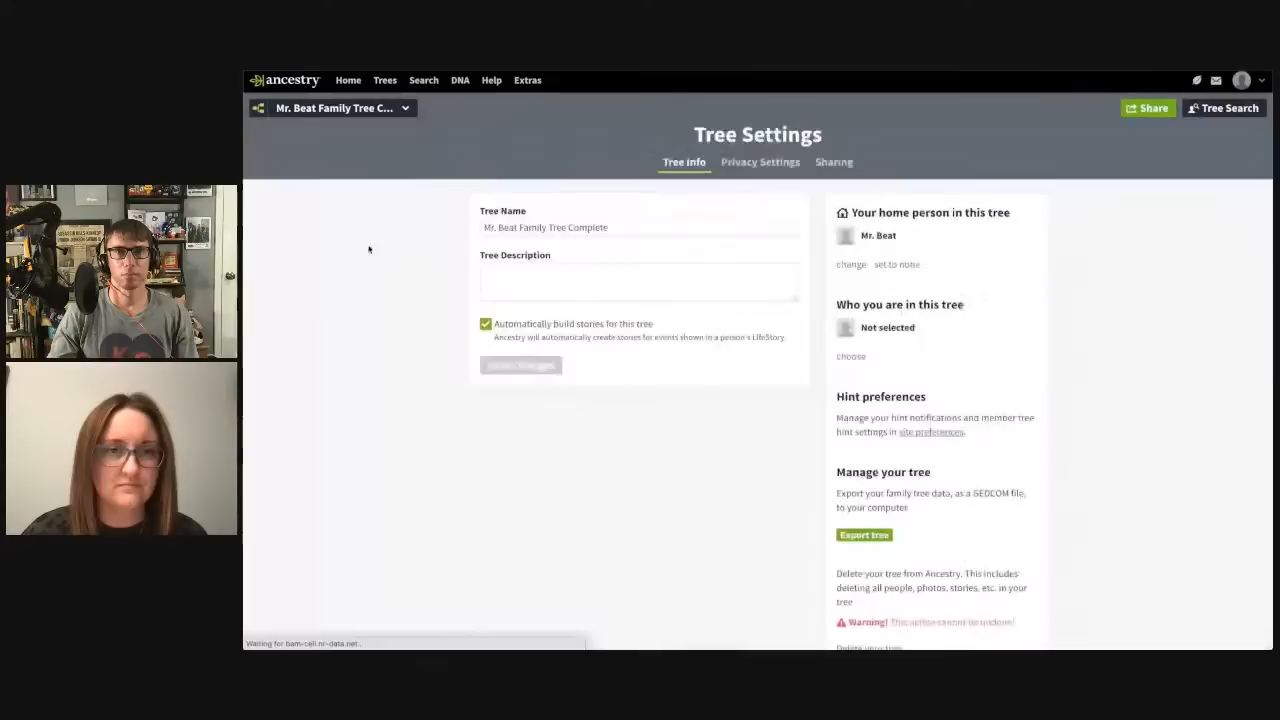 ancestry
Home Trees Search DNA Help Extras
Mr. Beat Family Tree C...
Share
Tree Search
Tree Settings
Tree info Privacy Settings Sharing
Tree Name
Mr. Beat Family Tree Complete
Tree Description
Automatically build stories for this tree
Ancestry will automatically create stories for events shown in a person's LifeStory.
Your home person in this tree
Mr. Beat
change set to none
Who you are in this tree
Not selected
choose
Hint preferences
Manage your hint notifications and member tree
hint settings in site preferences.
Manage your tree
Export your family tree data, as a GEDCOM file,
to your computer
Export tree
Delete your tree from Ancestry. This includes
deleting all people, photos, stories, etc. in your
tree
Warning! This action cannot be undone!
Delete your tree
Waiting for bam-cell.nr-data.net...